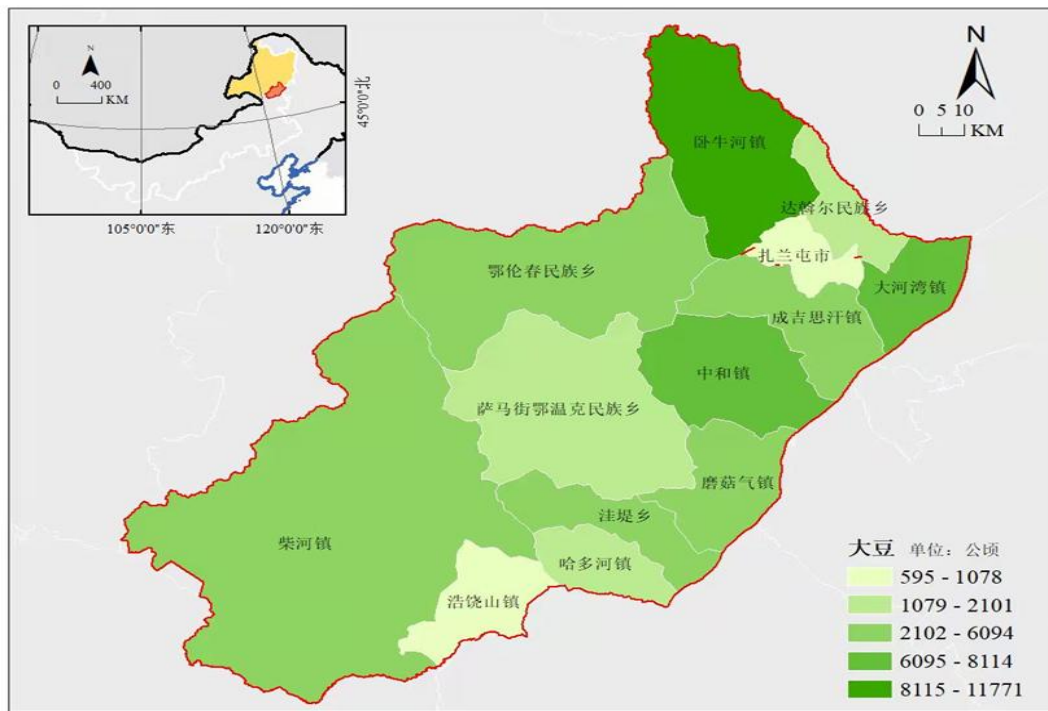 N
0 400
KM
45°0'0"北
105°0'0"东
120°0'0"东
N
0 5 10
KM
卧牛河镇
达斡尔民族乡
扎兰屯市
鄂伦春民族乡
大河湾镇
成吉思汗镇
中和镇
萨马街鄂温克民族乡
磨菇气镇
洼堤乡
柴河镇
哈多河镇
浩饶山镇
大豆 单位：公顷
595 - 1078
1079 - 2101
2102 - 6094
6095 - 8114
8115 - 11771